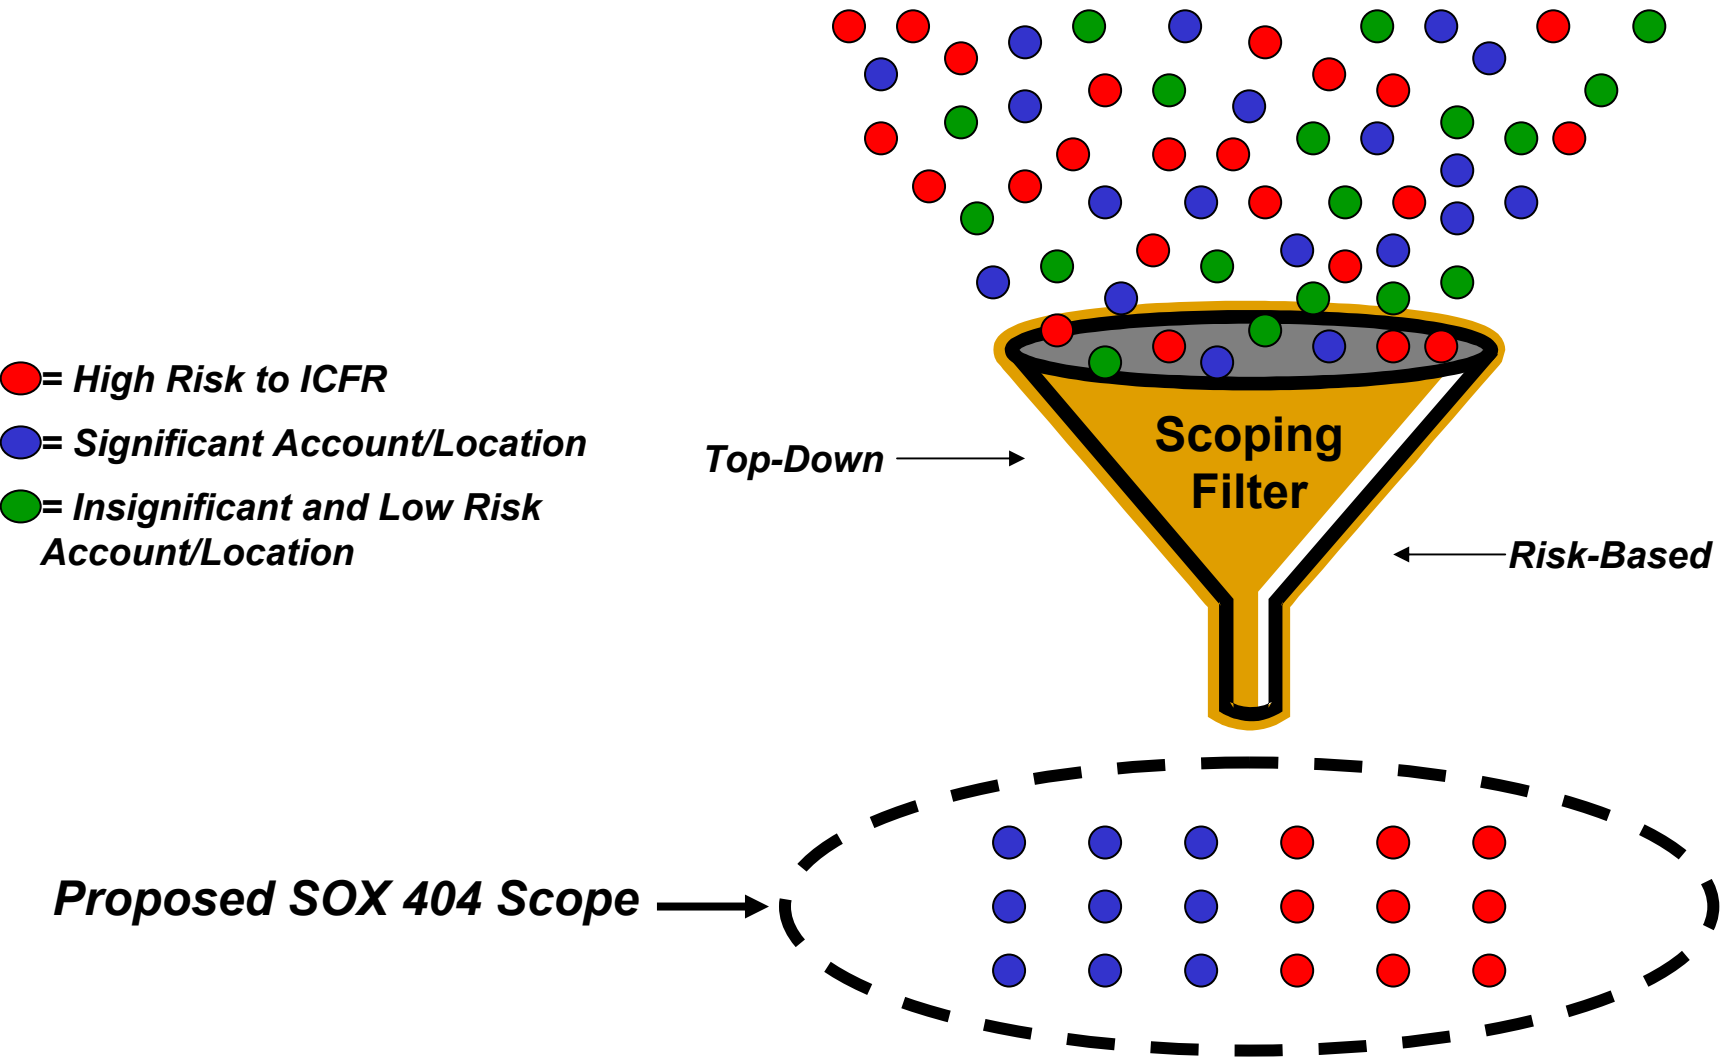 = High Risk to ICFR
= Significant Account/Location
= Insignificant and Low Risk
Account/Location
Top-Down
Scoping
Filter
Risk-Based
Proposed SOX 404 Scope